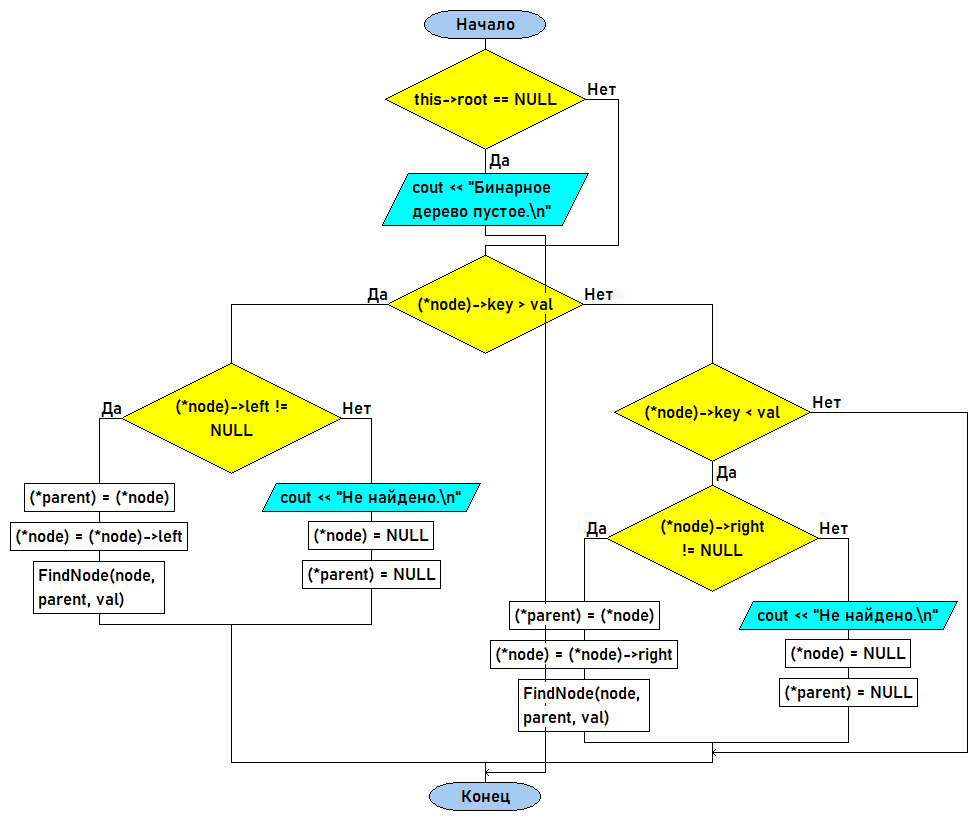 Начало
this->root == NULL
Нет
Да
cout << "Бинарное
дерево пустое.\n"
Да
(*node)->key > val
Нет
Да
(*node)->left !=
NULL
Нет
(*node)->key < val
Нет
Да
(*parent) = (*node)
cout << "Не найдено.\n"
(*node) = (*node)->left
(*node) = NULL
FindNode(node,
parent, val)
(*parent) = NULL
Да
(*node)->right
!= NULL
Нет
(*parent) = (*node)
cout << "Не найдено.\n"
(*node) = (*node)->right
(*node) = NULL
FindNode(node,
parent, val)
(*parent) = NULL
Конец